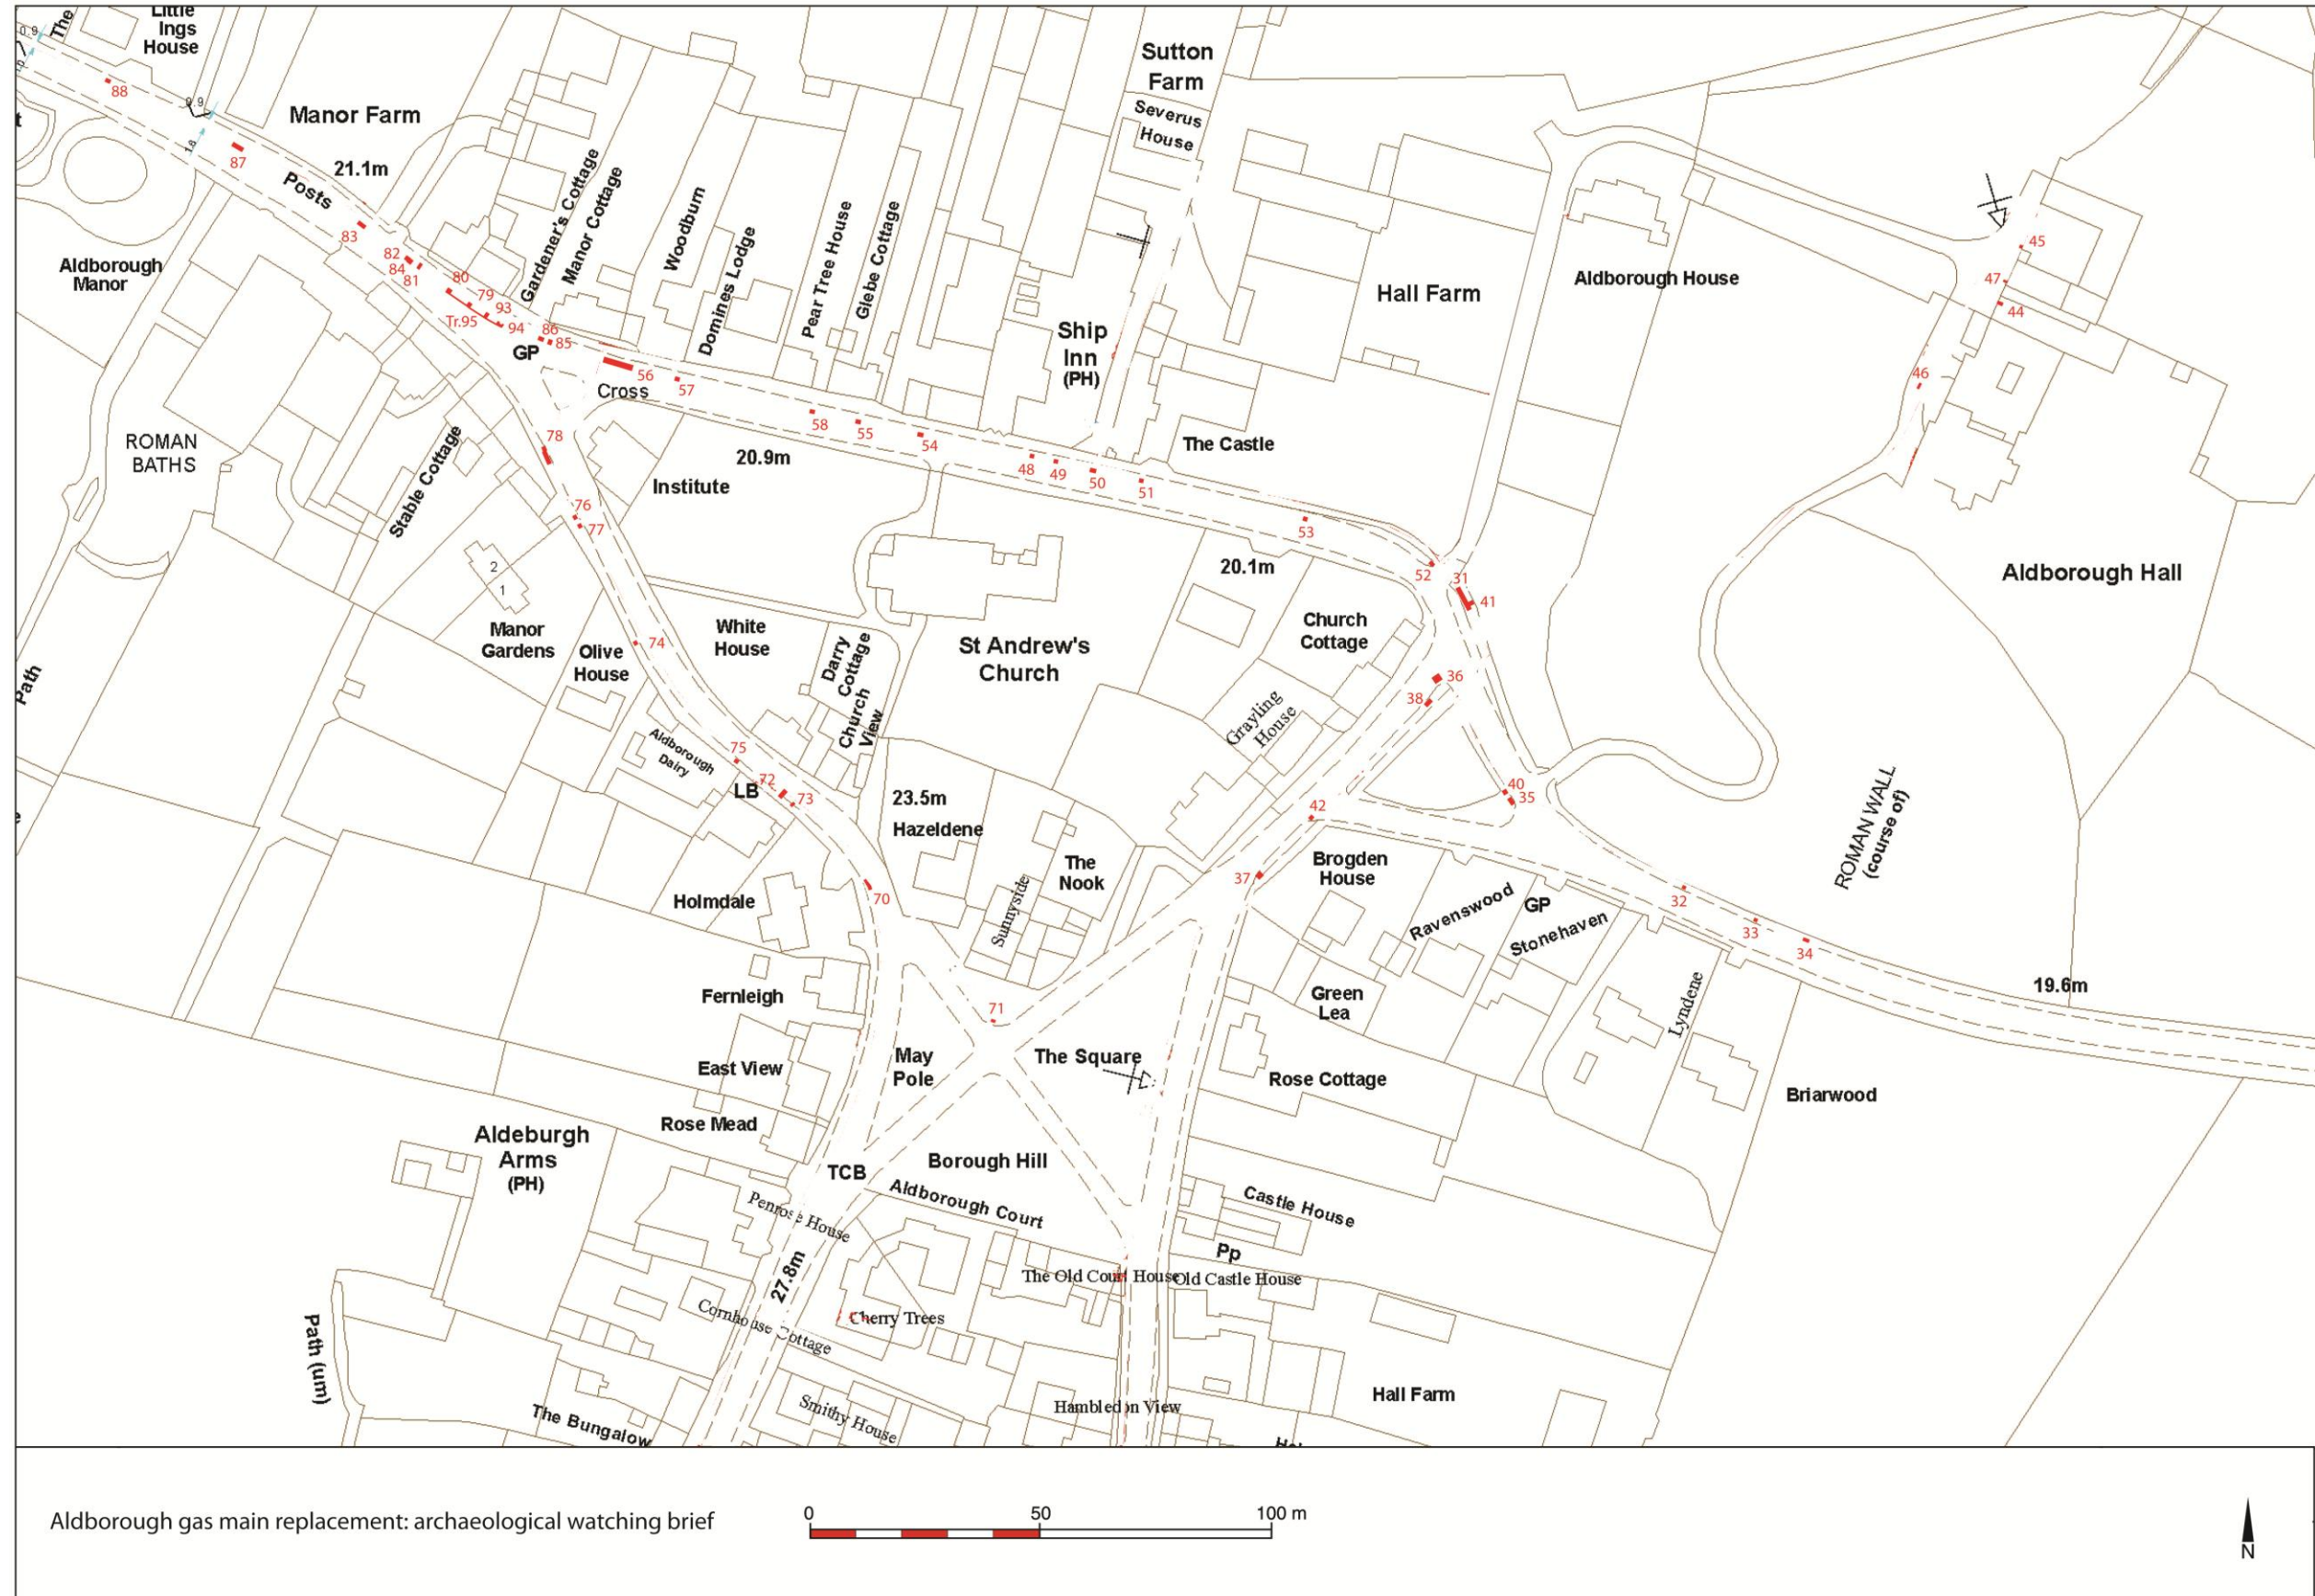 The
Little
Ings
House
0.9
88
0.9
1.8
Manor Farm
87
21.1m
Posts
83
82
84
81
80
79
93
Tr.95
94
86
85
GP
Aldborough
Manor
Gardener's Cottage
Manor Cottage
Woodburn
Domines Lodge
Pear Tree House
Glebe Cottage
Sutton
Farm
Severus
House
Ship
Inn
(PH)
Hall Farm
Aldborough House
45
47
44
46
56
Cross
57
58
55
54
48
49
50
51
53
52
31
41
The Castle
20.9m
20.1m
Institute
ROMAN
BATHS
Stable Cottage
78
76
77
2
1
Manor
Gardens
Olive
House
74
White
House
Darry
Cottage
Church
View
St Andrew's
Church
Church
Cottage
Grayling
House
36
38
Aldborough Hall
Path
Aldborough
Dairy
75
72
73
LB
23.5m
Hazeldene
The
Nook
Sunnyside
42
40
35
37
Brogden
House
Ravenswood
GP
Stonehaven
32
33
34
ROMAN WALL
(course of)
19.6m
Holmdale
70
Fernleigh
71
Green
Lea
Lyndene
East View
May
Pole
The Square
Rose Cottage
Briarwood
Rose Mead
Aldeburgh
Arms
(PH)
TCB
Borough Hill
Aldborough Court
Penrose House
Castle House
Pp
27.8m
The Old Court House
Old Castle House
Cornhouse Cottage
Cherry Trees
Path (um)
The Bungalow
Smithy House
Hambledon View
Hall Farm
Aldborough gas main replacement: archaeological watching brief
0 50 100 m
N